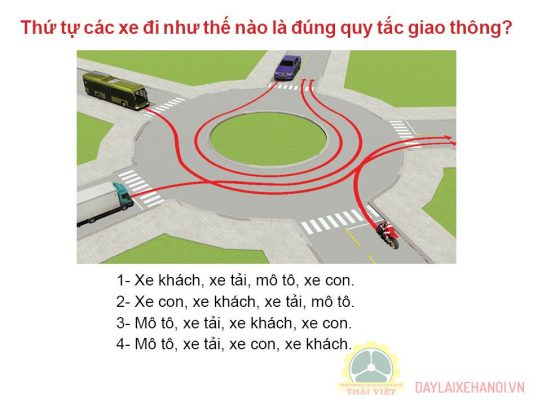 Thứ tự các xe đi như thế nào là đúng quy tắc giao thông?
1- Xe khách, xe tải, mô tô, xe con.
2- Xe con, xe khách, xe tải, mô tô.
3- Mô tô, xe tải, xe khách, xe con.
4- Mô tô, xe tải, xe con, xe khách.
THÁI VIỆT
DAYLAIXEHANOI.VN